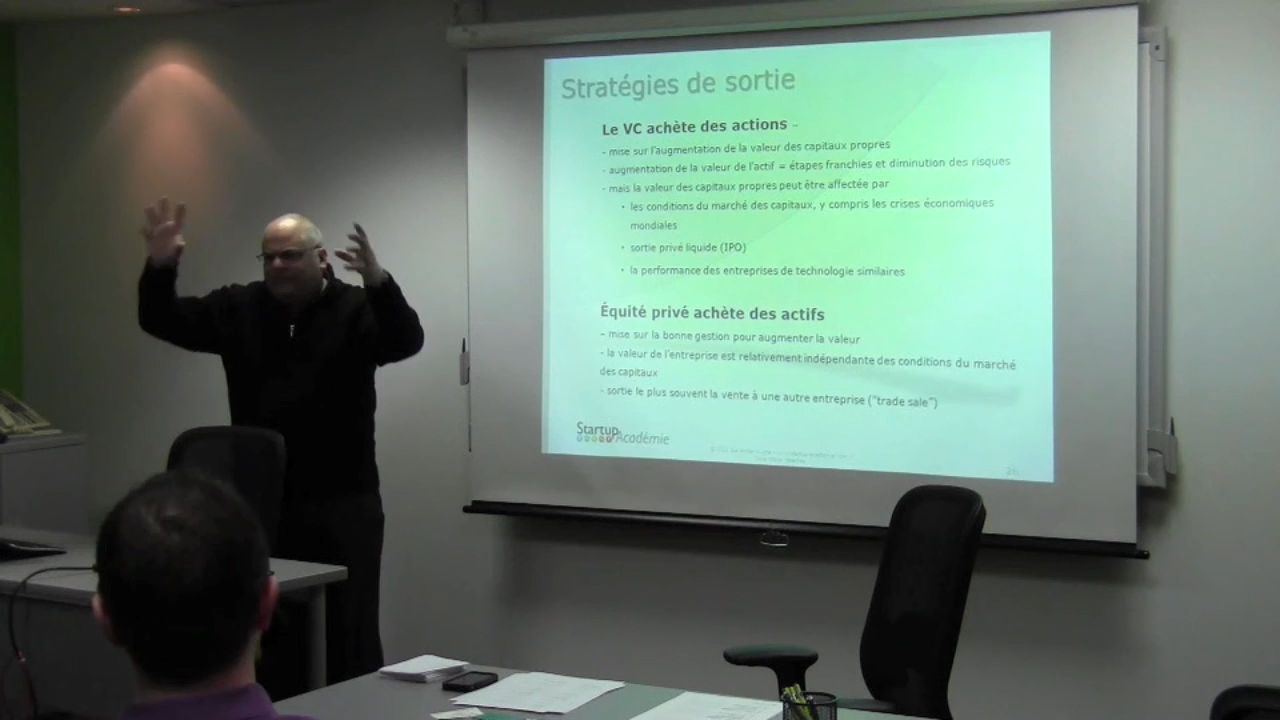 Stratégies de sortie
Le VC achète des actions –
- mise sur l'augmentation de la valeur des capitaux propres
- augmentation de la valeur de l'actif = étapes franchies et diminution des risques
- mais la valeur des capitaux propres peut être affectée par
• les conditions du marché des capitaux, y compris les crises économiques
mondiales
• sortie privé liquide (IPO)
• la performance des entreprises de technologie similaires
Équité privé achète des actifs
– mise sur la bonne gestion pour augmenter la valeur
- la valeur de l'entreprise est relativement indépendante des conditions du marché
des capitaux
- sortie le plus souvent la vente à une autre entreprise ("trade sale")
Startup Académie